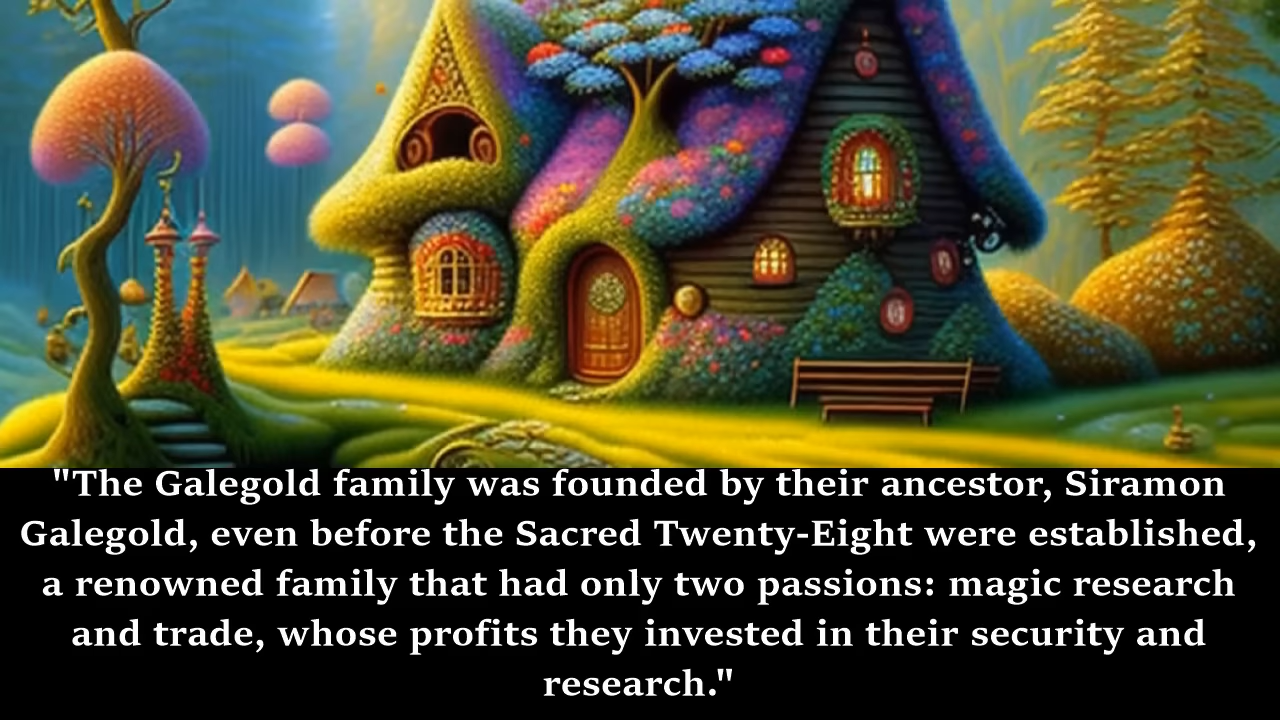 "The Galegold family was founded by their ancestor, Siramon
Galegold, even before the Sacred Twenty-Eight were established,
a renowned family that had only two passions: magic research
and trade, whose profits they invested in their security and
research."